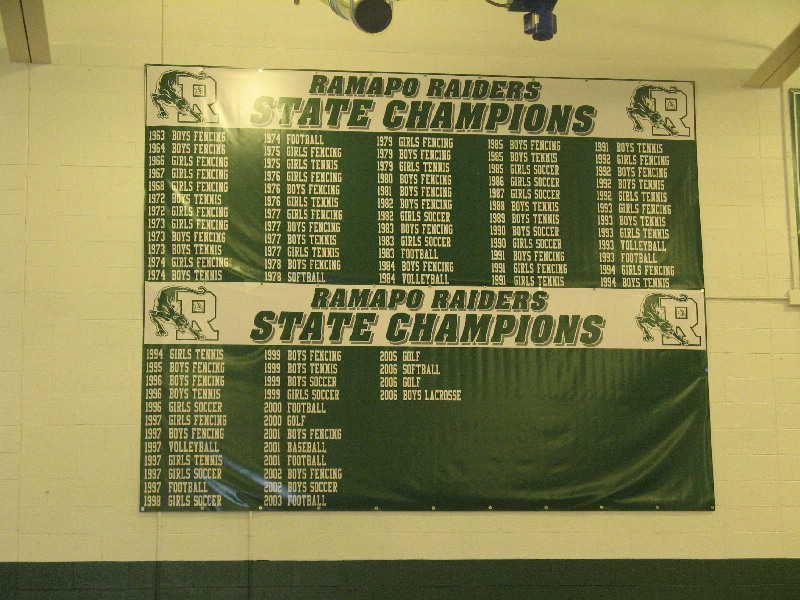 RAMAPO RAIDERS
STATE CHAMPIONS
1963 BOYS FENCING
1964 BOYS FENCING
1966 GIRLS FENCING
1967 GIRLS FENCING
1968 GIRLS FENCING
1972 BOYS TENNIS
1972 GIRLS FENCING
1973 BOYS FENCING
1973 BOYS TENNIS
1974 GIRLS FENCING
1974 BOYS TENNIS
1974 FOOTBALL
1975 GIRLS FENCING
1975 GIRLS TENNIS
1976 GIRLS FENCING
1976 BOYS FENCING
1976 GIRLS TENNIS
1977 GIRLS FENCING
1977 BOYS FENCING
1977 BOYS TENNIS
1977 GIRLS TENNIS
1978 BOYS FENCING
1978 SOFTBALL
1979 GIRLS FENCING
1979 BOYS FENCING
1979 GIRLS TENNIS
1980 BOYS FENCING
1981 BOYS FENCING
1982 BOYS FENCING
1982 GIRLS SOCCER
1983 BOYS FENCING
1983 GIRLS SOCCER
1983 FOOTBALL
1984 BOYS FENCING
1984 VOLLEYBALL
1985 BOYS FENCING
1985 BOYS TENNIS
1985 GIRLS SOCCER
1986 GIRLS SOCCER
1987 GIRLS SOCCER
1988 BOYS TENNIS
1989 BOYS TENNIS
1990 BOYS SOCCER
1990 GIRLS SOCCER
1991 BOYS FENCING
1991 GIRLS FENCING
1991 GIRLS TENNIS
1991 BOYS TENNIS
1992 GIRLS FENCING
1992 BOYS FENCING
1992 BOYS TENNIS
1992 GIRLS TENNIS
1993 GIRLS FENCING
1993 BOYS TENNIS
1993 GIRLS TENNIS
1993 VOLLEYBALL
1993 FOOTBALL
1994 GIRLS FENCING
1994 BOYS TENNIS
RAMAPO RAIDERS
STATE CHAMPIONS
1994 GIRLS TENNIS
1995 BOYS FENCING
1996 BOYS FENCING
1996 BOYS TENNIS
1996 GIRLS SOCCER
1997 GIRLS FENCING
1997 BOYS FENCING
1997 VOLLEYBALL
1997 GIRLS TENNIS
1997 GIRLS SOCCER
1997 FOOTBALL
1998 GIRLS SOCCER
1999 BOYS FENCING
1999 BOYS TENNIS
1999 BOYS SOCCER
1999 GIRLS SOCCER
2000 FOOTBALL
2000 GOLF
2001 BOYS FENCING
2001 BASEBALL
2001 FOOTBALL
2002 BOYS FENCING
2002 BOYS SOCCER
2003 FOOTBALL
2005 GOLF
2006 SOFTBALL
2006 GOLF
2006 BOYS LACROSSE